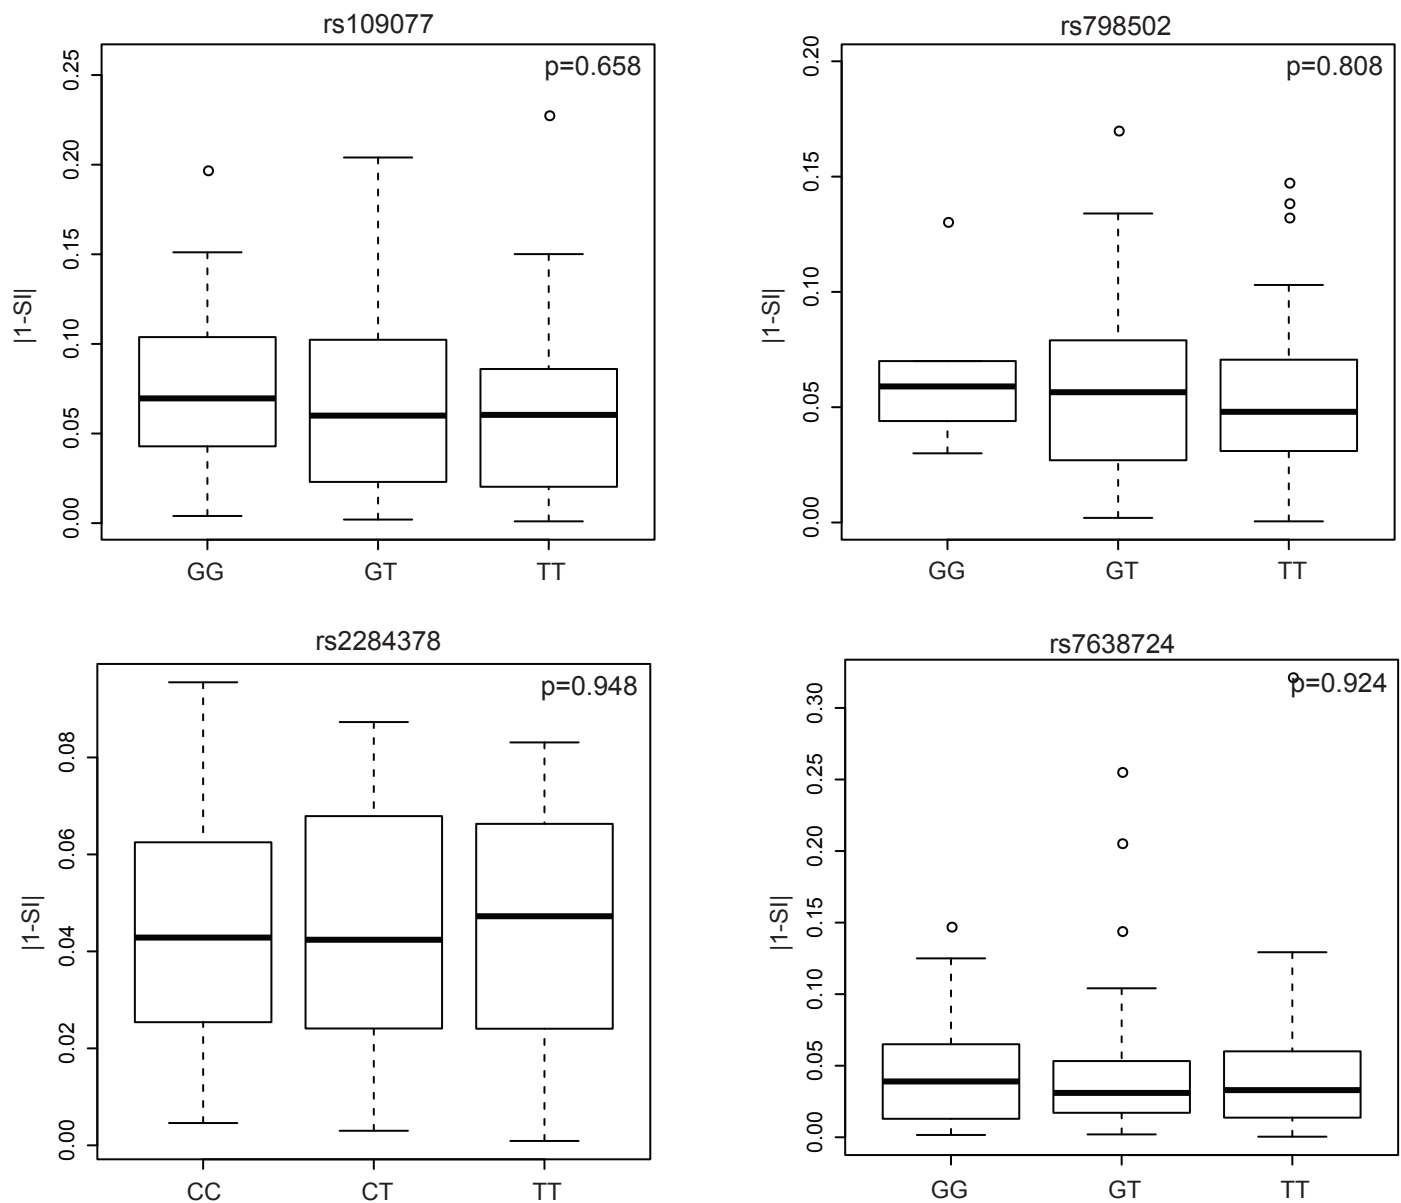 rs109077
p=0.658
|1-SI|
0.25
0.20
0.15
0.10
0.05
0.00
GG GT TT
rs798502
p=0.808
|1-SI|
0.20
0.15
0.10
0.05
0.00
GG GT TT
rs2284378
p=0.948
|1-SI|
0.08
0.06
0.04
0.02
0.00
CC CT TT
rs7638724
p=0.924
|1-SI|
0.30
0.25
0.20
0.15
0.10
0.05
0.00
GG GT TT